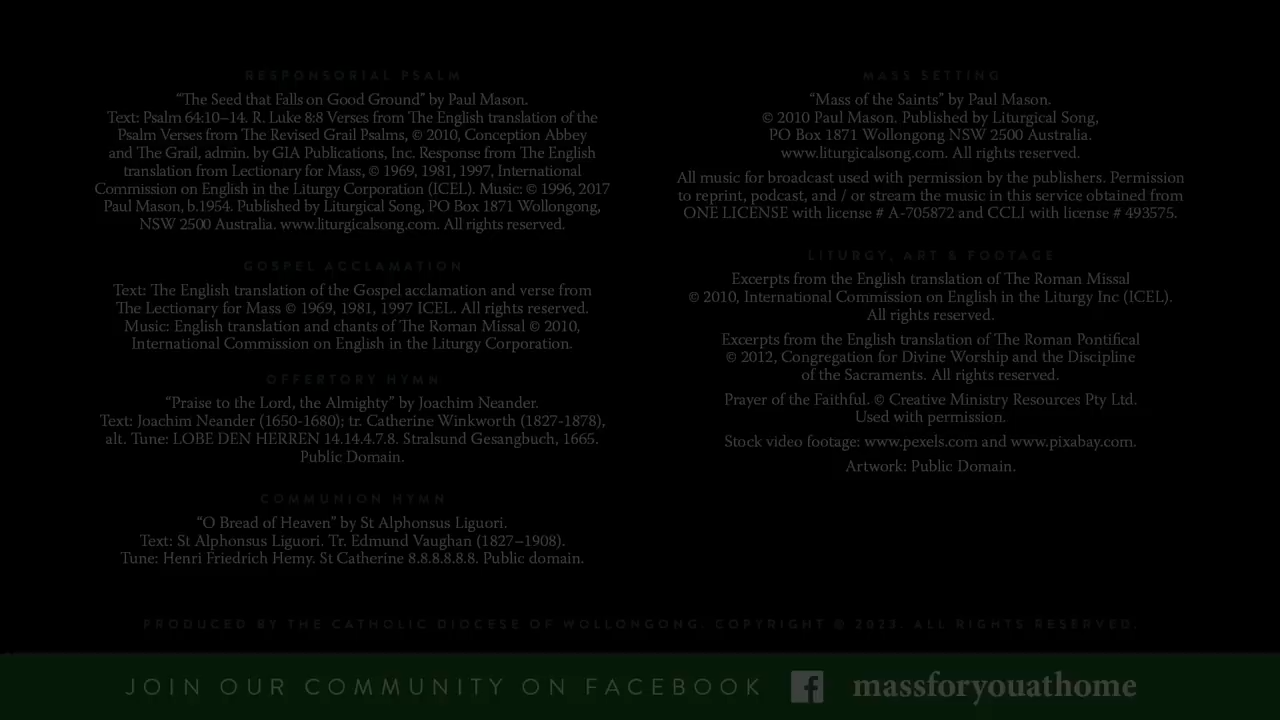 RESPONSORIAL PSALM
“The Seed that Falls on Good Ground” by Paul Mason.
Text: Psalm 64:10–14. R. Luke 8:8 Verses from The English translation of the
Psalm Verses from The Revised Grail Psalms, © 2010, Conception Abbey
and The Grail, admin. by GIA Publications, Inc. Response from The English
translation from Lectionary for Mass, © 1969, 1981, 1997, International
Commission on English in the Liturgy Corporation (ICEL). Music: © 1996, 2017
Paul Mason, b.1954. Published by Liturgical Song, PO Box 1871 Wollongong,
NSW 2500 Australia. www.liturgicalsong.com. All rights reserved.
GOSPEL ACCLAMATION
Text: The English translation of the Gospel acclamation and verse from
The Lectionary for Mass © 1969, 1981, 1997 ICEL. All rights reserved.
Music: English translation and chants of The Roman Missal © 2010,
International Commission on English in the Liturgy Corporation.
OFFERTORY HYMN
“Praise to the Lord, the Almighty” by Joachim Neander.
Text: Joachim Neander (1650-1680); tr. Catherine Winkworth (1827-1878),
alt. Tune: LOBE DEN HERREN 14.14.4.7.8. Stralsund Gesangbuch, 1665.
Public Domain.
COMMUNION HYMN
“O Bread of Heaven” by St Alphonsus Liguori.
Text: St Alphonsus Liguori. Tr. Edmund Vaughan (1827–1908).
Tune: Henri Friedrich Hemy. St Catherine 8.8.8.8.8.8. Public domain.
MASS SETTING
“Mass of the Saints” by Paul Mason.
© 2010 Paul Mason. Published by Liturgical Song,
PO Box 1871 Wollongong NSW 2500 Australia.
www.liturgicalsong.com. All rights reserved.
All music for broadcast used with permission by the publishers. Permission
to reprint, podcast, and / or stream the music in this service obtained from
ONE LICENSE with license # A-705872 and CCLI with license # 493575.
LITURGY, ART & FOOTAGE
Excerpts from the English translation of The Roman Missal
© 2010, International Commission on English in the Liturgy Inc (ICEL).
All rights reserved.
Excerpts from the English translation of The Roman Pontifical
© 2012, Congregation for Divine Worship and the Discipline
of the Sacraments. All rights reserved.
Prayer of the Faithful. © Creative Ministry Resources Pty Ltd.
Used with permission.
Stock video footage: www.pexels.com and www.pixabay.com.
Artwork: Public Domain.
PRODUCED BY THE CATHOLIC DIOCESE OF WOLLONGONG. COPYRIGHT © 2023. ALL RIGHTS RESERVED.
JOIN OUR COMMUNITY ON FACEBOOK massforyouathome